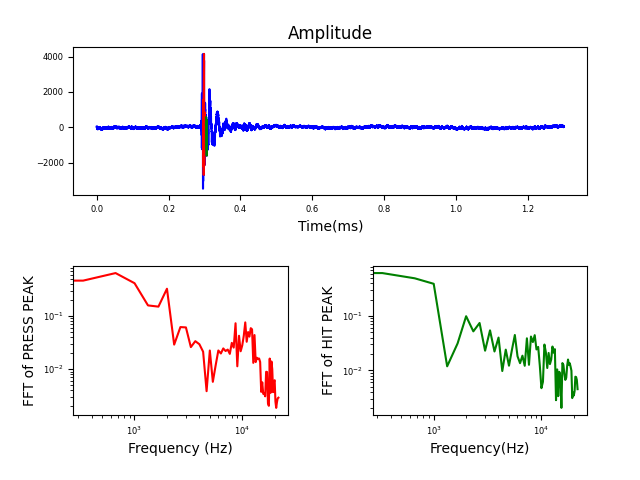 Amplitude
4000
2000
0
−2000
0.0 0.2 0.4 0.6 0.8 1.0 1.2
Time(ms)
FFT of PRESS PEAK
10⁻¹
10⁻²
10³ 10⁴
Frequency (Hz)
FFT of HIT PEAK
10⁻¹
10⁻²
10³ 10⁴
Frequency(Hz)